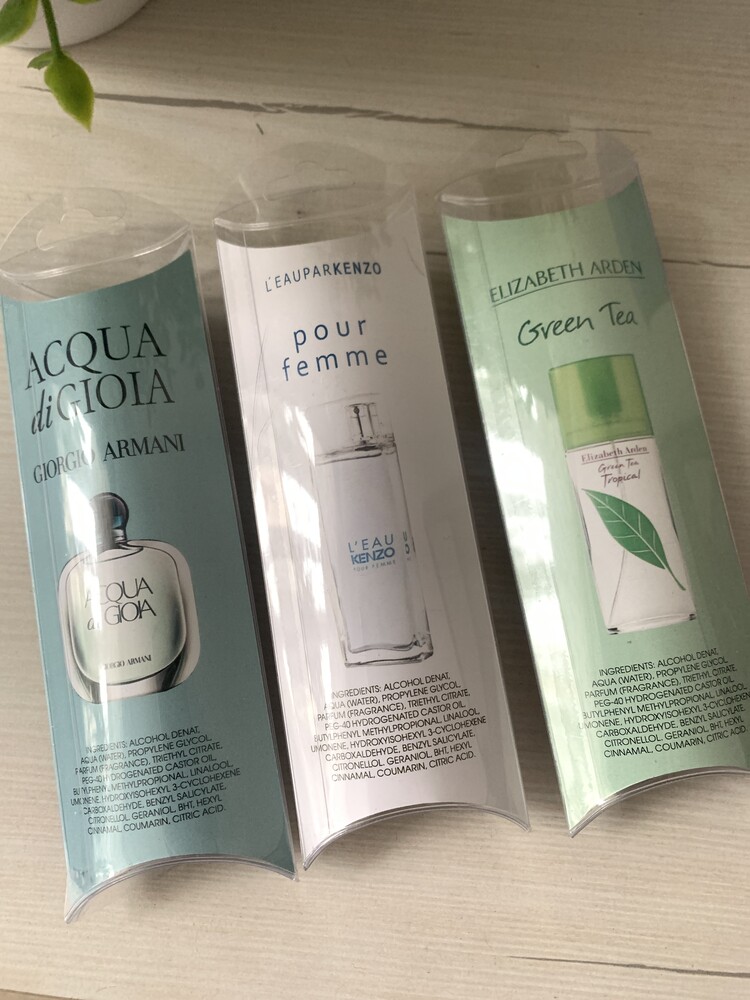 ACQUA
di GIOIA
GIORGIO ARMANI
ACQUA
di GIOIA
GIORGIO ARMANI
INGREDIENTS: ALCOHOL DENAT,
AQUA (WATER), PROPYLENE GLYCOL,
PARFUM (FRAGRANCE), TRIETYLE CITRATE,
PEG-40 HYDROGENATED CASTOR OIL,
BUTYLPHENYL METHYLPROPIONAL, LINALOOL,
LIMONENE, HYDROXYISOHEXYL 3-CYCLOHEXENE
CARBOXALDEHYDE, BENZYL SALICYLATE,
CITRONELLOL, GERANIOL, BHT, HEXYL
CINNAMAL, COUMARIN, CITRIC ACID.
L'EAUPARKENZO
pour
femme
L'EAU
KENZO
POUR FEMME
INGREDIENTS: ALCOHOL DENAT,
AQUA (WATER), PROPYLENE GLYCOL,
PARFUM (FRAGRANCE), TRIETYLE CITRATE,
PEG-40 HYDROGENATED CASTOR OIL,
BUTYLPHENYL METHYLPROPIONAL, LINALOOL,
LIMONENE, HYDROXYISOHEXYL 3-CYCLOHEXENE
CARBOXALDEHYDE, BENZYL SALICYLATE,
CITRONELLOL, GERANIOL, BHT, HEXYL
CINNAMAL, COUMARIN, CITRIC ACID.
ELIZABETH ARDEN
Green Tea
Elizabeth Arden
Green Tea
Tropical
INGREDIENTS: ALCOHOL DENAT,
AQUA (WATER), PROPYLENE GLYCOL,
PARFUM (FRAGRANCE), TRIETYLE CITRATE,
PEG-40 HYDROGENATED CASTOR OIL,
BUTYLPHENYL METHYLPROPIONAL, LINALOOL,
LIMONENE, HYDROXYISOHEXYL 3-CYCLOHEXENE
CARBOXALDEHYDE, BENZYL SALICYLATE,
CITRONELLOL, GERANIOL, BHT, HEXYL
CINNAMAL, COUMARIN, CITRIC ACID.